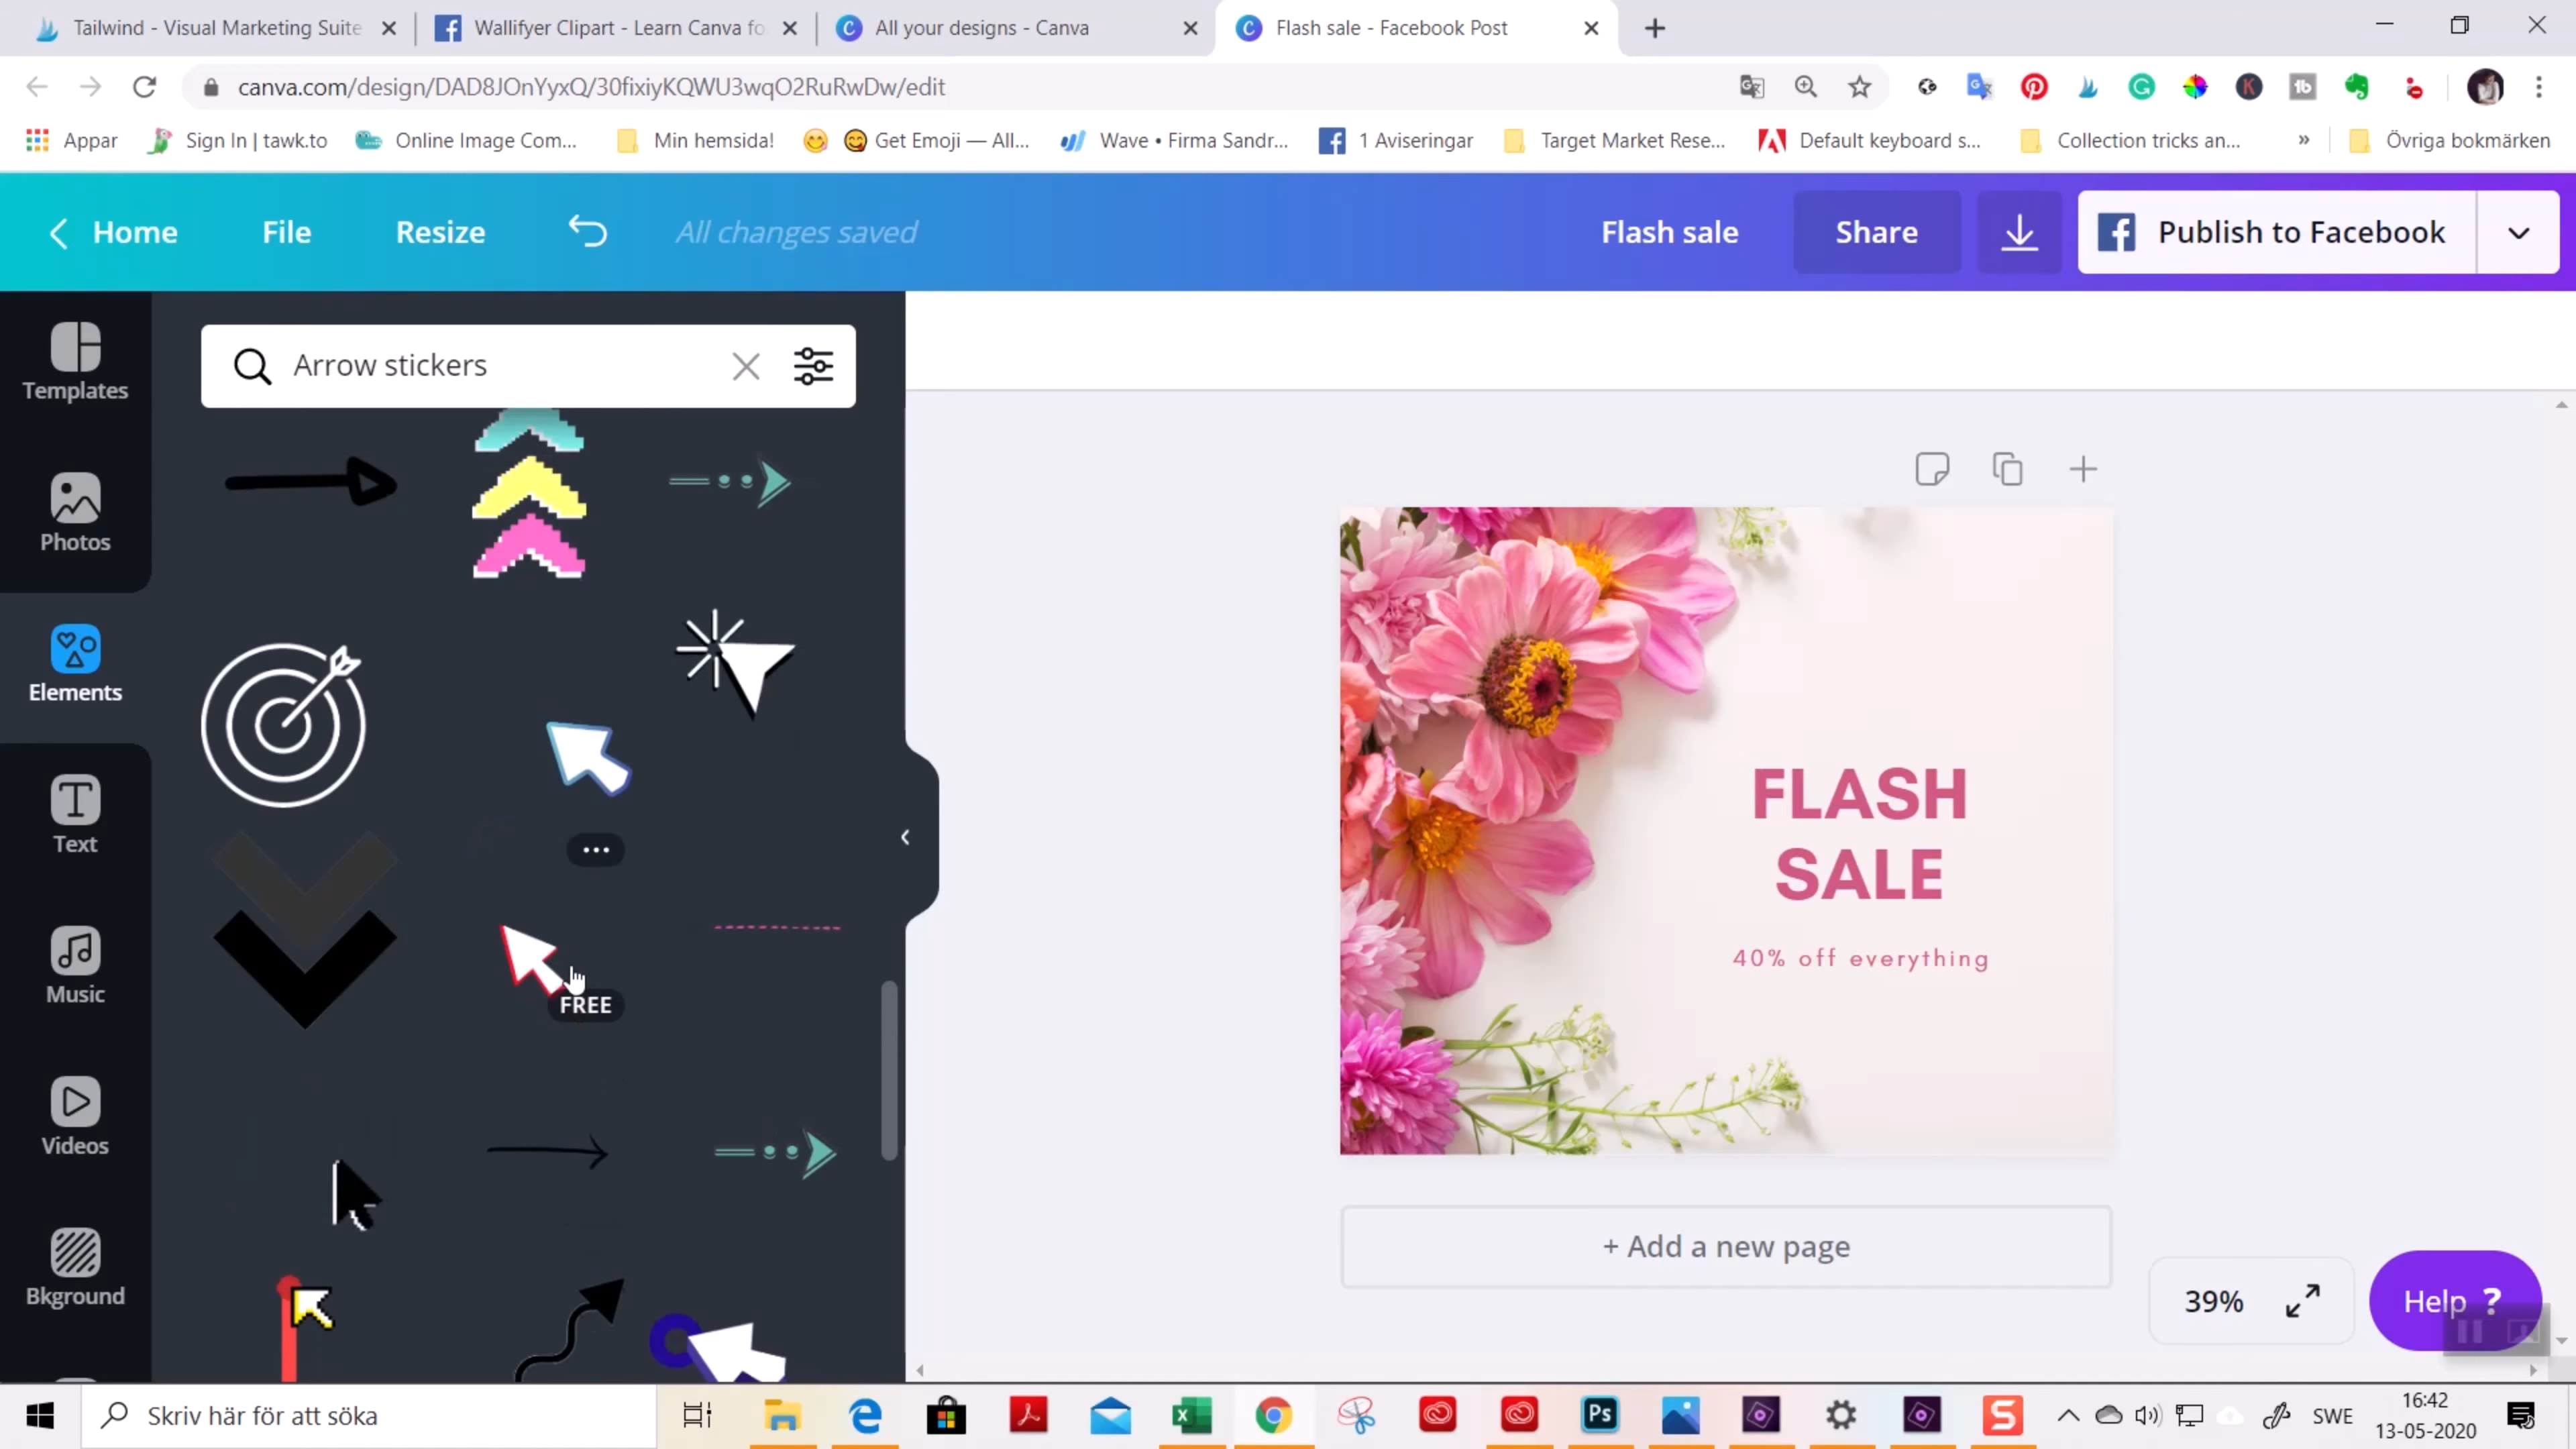 Tailwind - Visual Marketing Suite
Wallifyer Clipart - Learn Canva fo
All your designs - Canva
Flash sale - Facebook Post
canva.com/design/DAD8JOnYyxQ/30fixiyKQWU3wqO2RuRwDw/edit
Appar
Sign In | tawk.to
Online Image Com...
Min hemsida!
Get Emoji — All...
Wave • Firma Sandr...
1 Aviseringar
Target Market Rese...
Default keyboard s...
Collection tricks an...
»
Övriga bokmärken
Home
File
Resize
All changes saved
Flash sale
Share
Publish to Facebook
Templates
Photos
Elements
Text
Music
Videos
Bkground
Arrow stickers
FREE
FLASH
SALE
40% off everything
+ Add a new page
39%
Help ?
Skriv här för att söka
Ps
SWE
16:42
13-05-2020